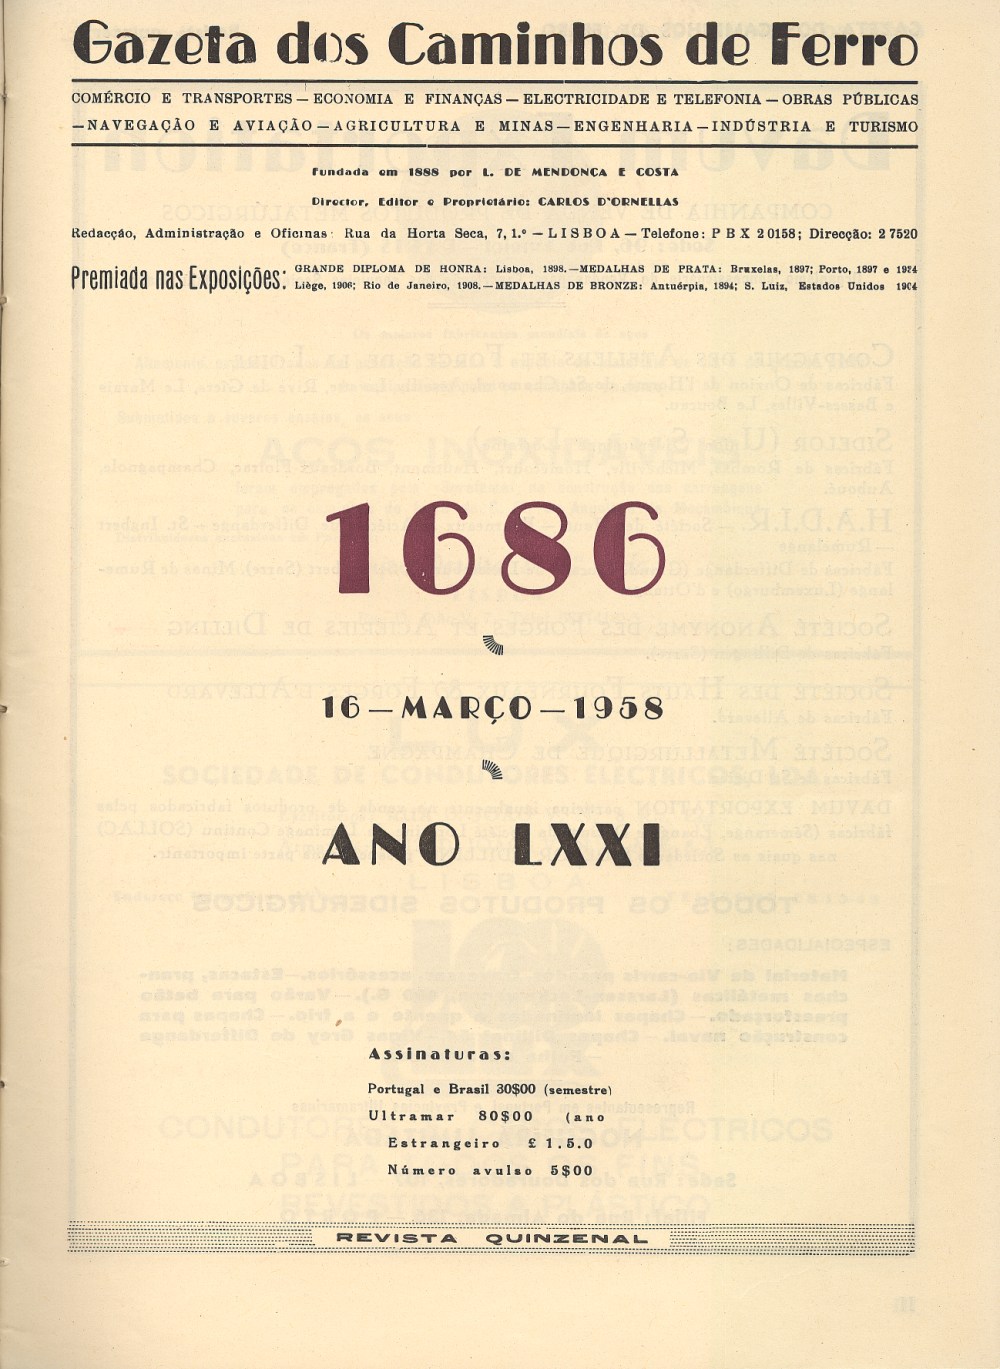 Gazeta dos Caminhos de Ferro
COMÉRCIO E TRANSPORTES — ECONOMIA E FINANÇAS — ELECTRICIDADE E TELEFONIA — OBRAS PÚBLICAS
— NAVEGAÇÃO E AVIAÇÃO — AGRICULTURA E MINAS — ENGENHARIA — INDÚSTRIA E TURISMO
Fundada em 1888 por L. DE MENDONÇA E COSTA
Director, Editor e Proprietário: CARLOS D'ORNELLAS
Redacção, Administração e Oficinas: Rua da Horta Seca, 7, 1.º — LISBOA — Telefone: PBX 20158; Direcção: 27520
Premiada nas Exposições:
GRANDE DIPLOMA DE HONRA: Lisboa, 1898. — MEDALHAS DE PRATA: Bruxelas, 1897; Porto, 1897 e 1934
Liège, 1906; Rio de Janeiro, 1908. — MEDALHAS DE BRONZE: Antuérpia, 1894; S. Luiz, Estados Unidos 1904
1686
16 — MARÇO — 1958
ANO LXXI
Assinaturas:
Portugal e Brasil 30$00 (semestre)
Ultramar 80$00 (ano
Estrangeiro £ 1.5.0
Número avulso 5$00
REVISTA QUINZENAL